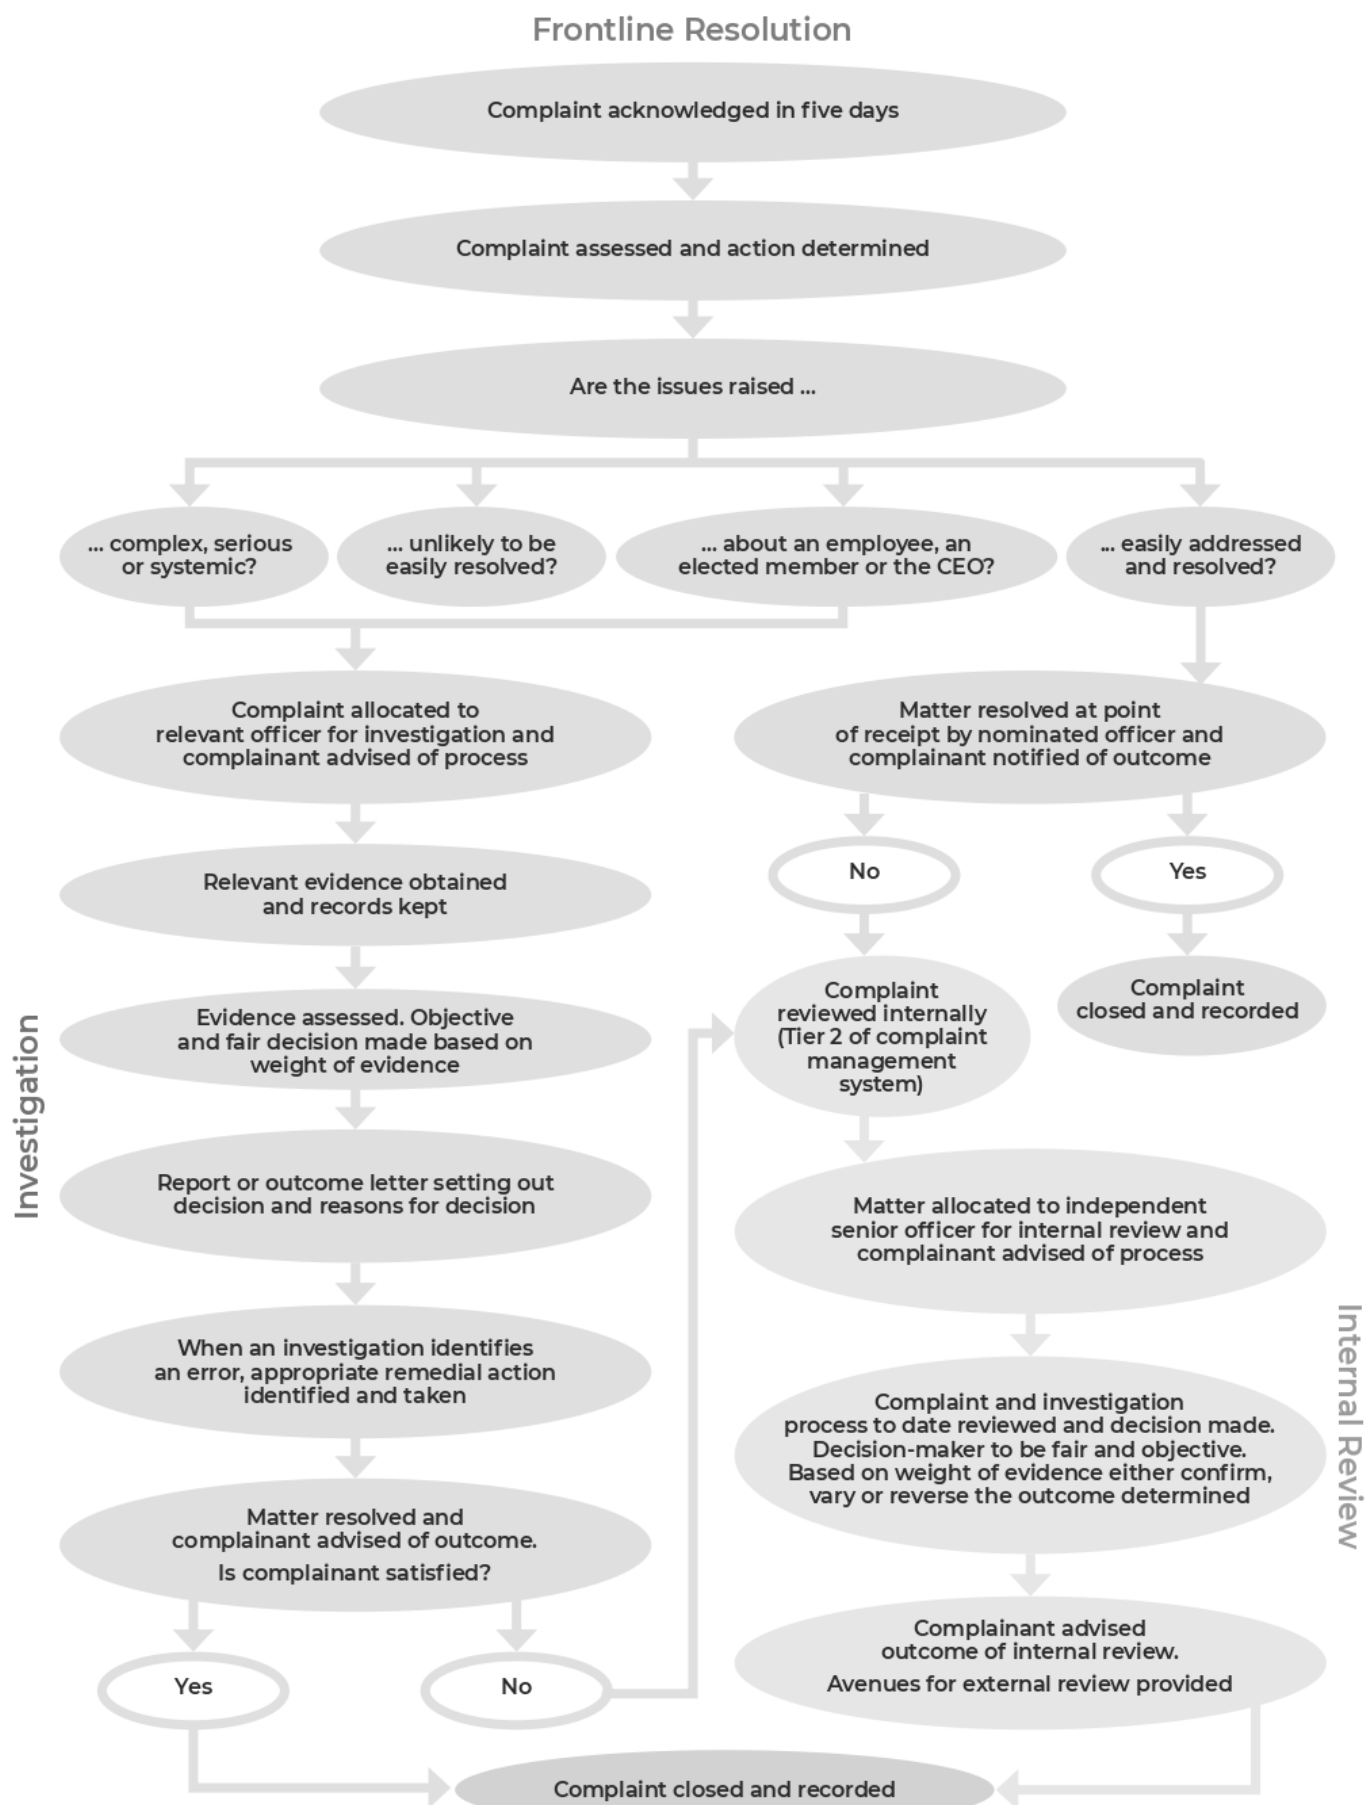 Frontline Resolution
Complaint acknowledged in five days
Complaint assessed and action determined
Are the issues raised ...
... complex, serious
or systemic?
... unlikely to be
easily resolved?
... about an employee, an
elected member or the CEO?
... easily addressed
and resolved?
Complaint allocated to
relevant officer for investigation and
complainant advised of process
Matter resolved at point
of receipt by nominated officer and
complainant notified of outcome
No
Yes
Relevant evidence obtained
and records kept
Complaint
reviewed internally
(Tier 2 of complaint
management
system)
Complaint
closed and recorded
Investigation
Evidence assessed. Objective
and fair decision made based on
weight of evidence
Report or outcome letter setting out
decision and reasons for decision
Matter allocated to independent
senior officer for internal review and
complainant advised of process
Internal Review
When an investigation identifies
an error, appropriate remedial action
identified and taken
Complaint and investigation
process to date reviewed and decision made.
Decision-maker to be fair and objective.
Based on weight of evidence either confirm,
vary or reverse the outcome determined
Matter resolved and
complainant advised of outcome.
Is complainant satisfied?
Complainant advised
outcome of internal review.
Avenues for external review provided
Yes
No
Complaint closed and recorded